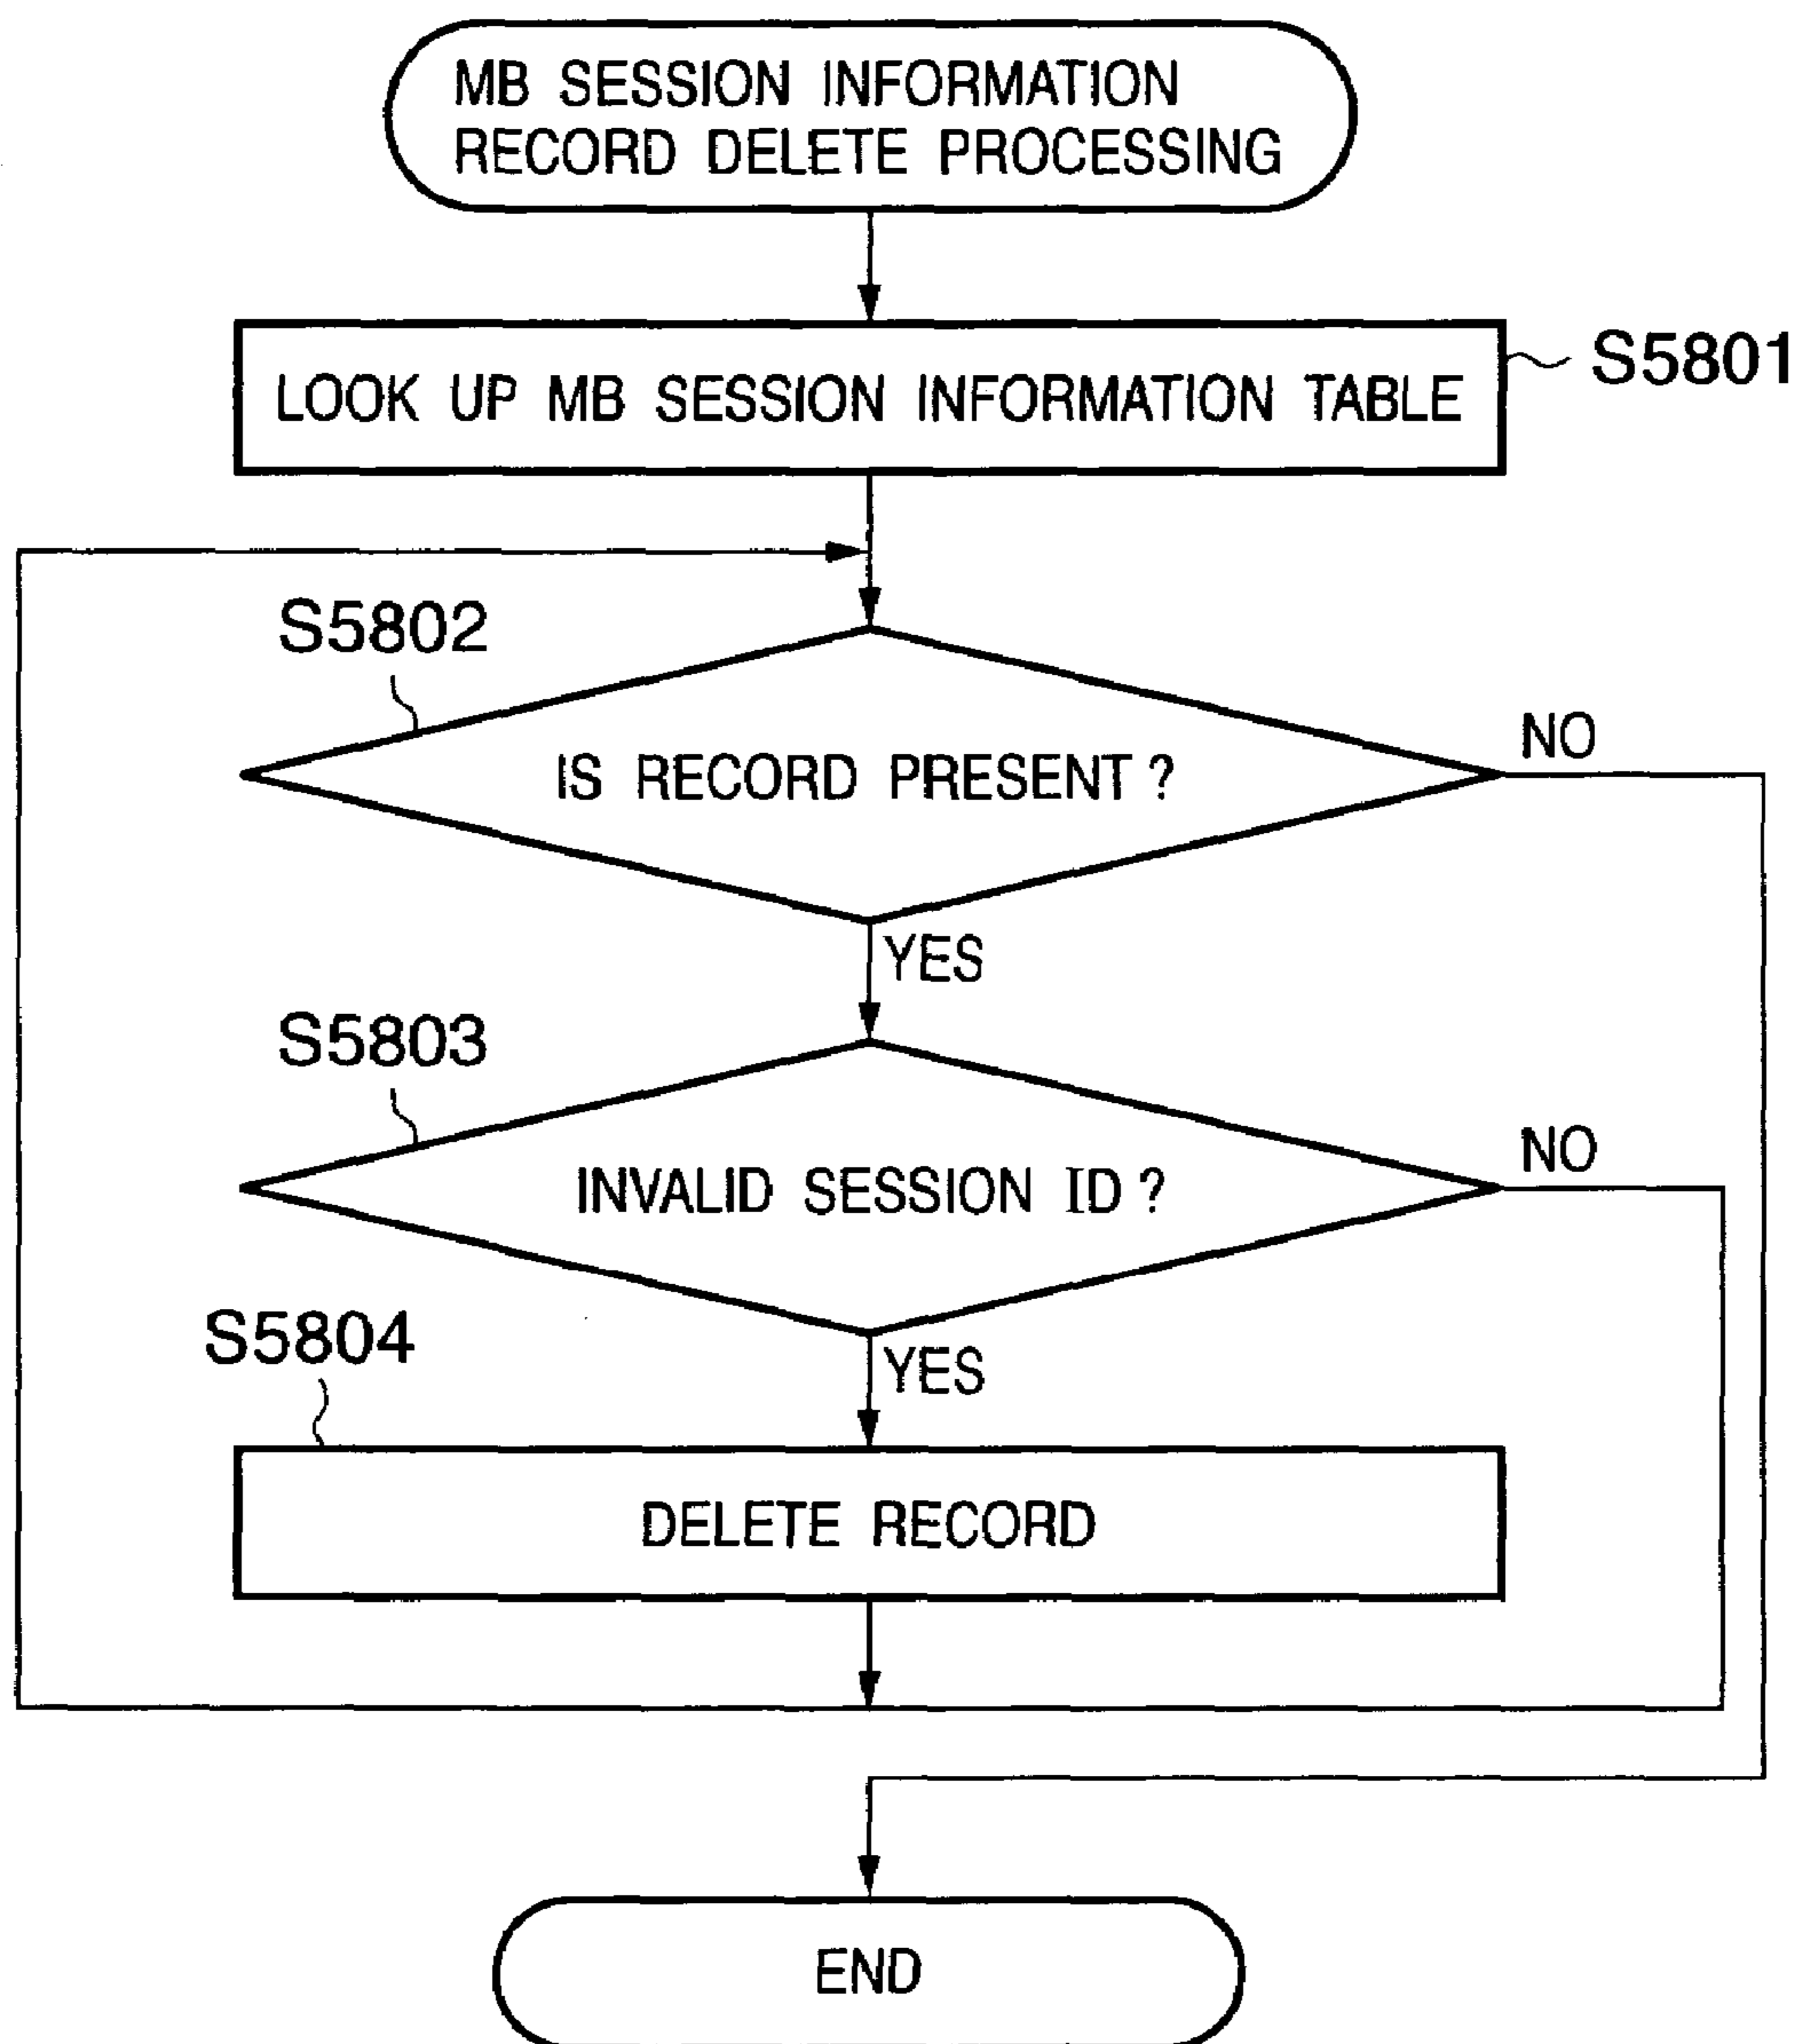 MB SESSION INFORMATION
RECORD DELETE PROCESSING
LOOK UP MB SESSION INFORMATION TABLE
S5801
S5802
IS RECORD PRESENT?
NO
YES
S5803
INVALID SESSION ID?
NO
YES
S5804
DELETE RECORD
END